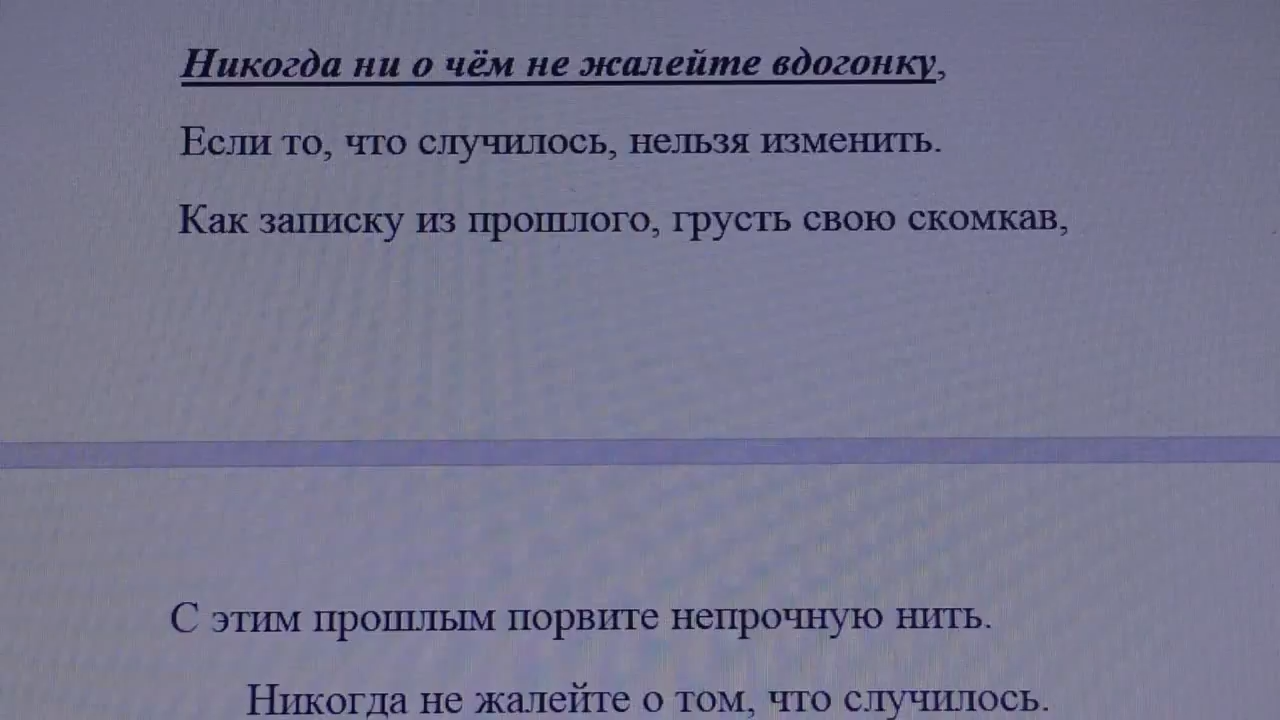 Никогда ни о чём не жалейте вдогонку,
Если то, что случилось, нельзя изменить.
Как записку из прошлого, грусть свою скомкав,
С этим прошлым порвите непрочную нить.
Никогда не жалейте о том, что случилось.